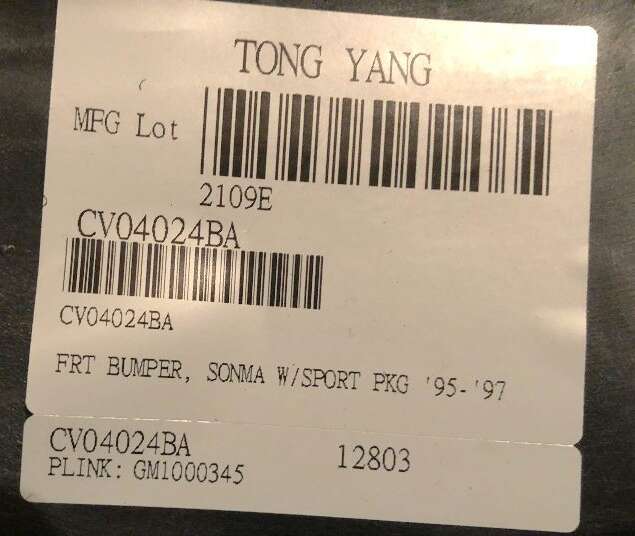 TONG YANG
MFG Lot
2109E
CV04024BA
CV04024BA
FRT BUMPER, SONMA W/SPORT PKG '95-'97
CV04024BA 12803
PLINK: GM1000345